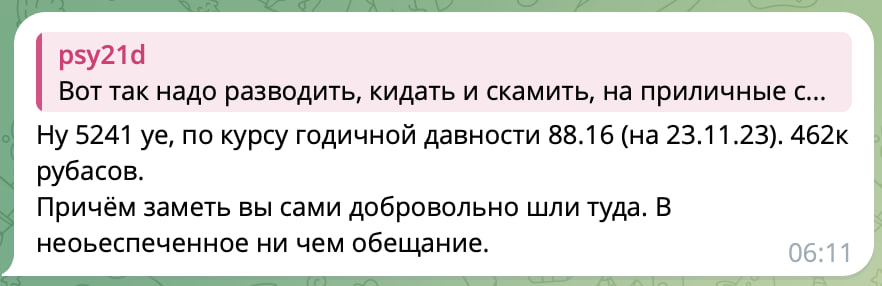 psy21d
Вот так надо разводить, кидать и скамить, на приличные с...
Ну 5241 уе, по курсу годичной давности 88.16 (на 23.11.23). 462к
рубасов.
Причём заметь вы сами добровольно шли туда. В
неоьеспеченное ни чем обещание.
06:11